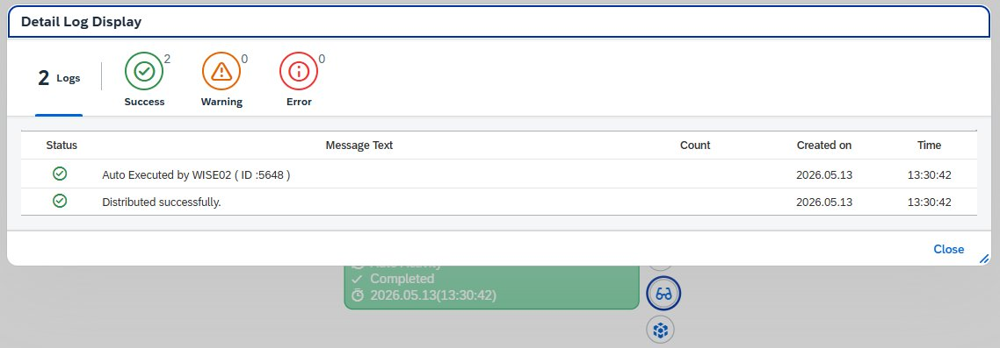 Detail Log Display
2 Logs
2
Success
0
Warning
0
Error
Status Message Text Count Created on Time
Auto Executed by WISE02 ( ID :5648 ) 2026.05.13 13:30:42
Distributed successfully. 2026.05.13 13:30:42
Close
Completed
2026.05.13(13:30:42)